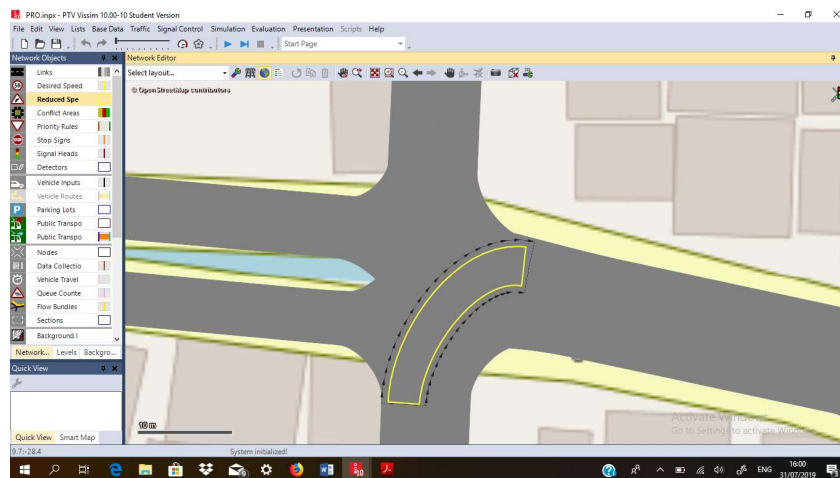 PRO.inpx - PTV Vissim 10.00-10 Student Version
File Edit View Lists Base Data Traffic Signal Control Simulation Evaluation Presentation Scripts Help
Start Page
Network Objects
Network Editor
Links
Select layout...
Desired Speed
© OpenStreetMap contributors
Reduced Spe
Conflict Areas
Priority Rules
Stop Signs
Signal Heads
Detectors
Vehicle Inputs
Vehicle Routes
Parking Lots
Public Transpo
Public Transpo
Nodes
Data Collectio
Vehicle Travel
Queue Counte
Flow Bundles
Sections
Background I
Network... Levels Backgro...
Quick View
10 m
Activate Windows
Go to Settings to activate Windows
Quick View Smart Map
9.7:-28.4
System initialized!
ENG
16:00
31/07/2019